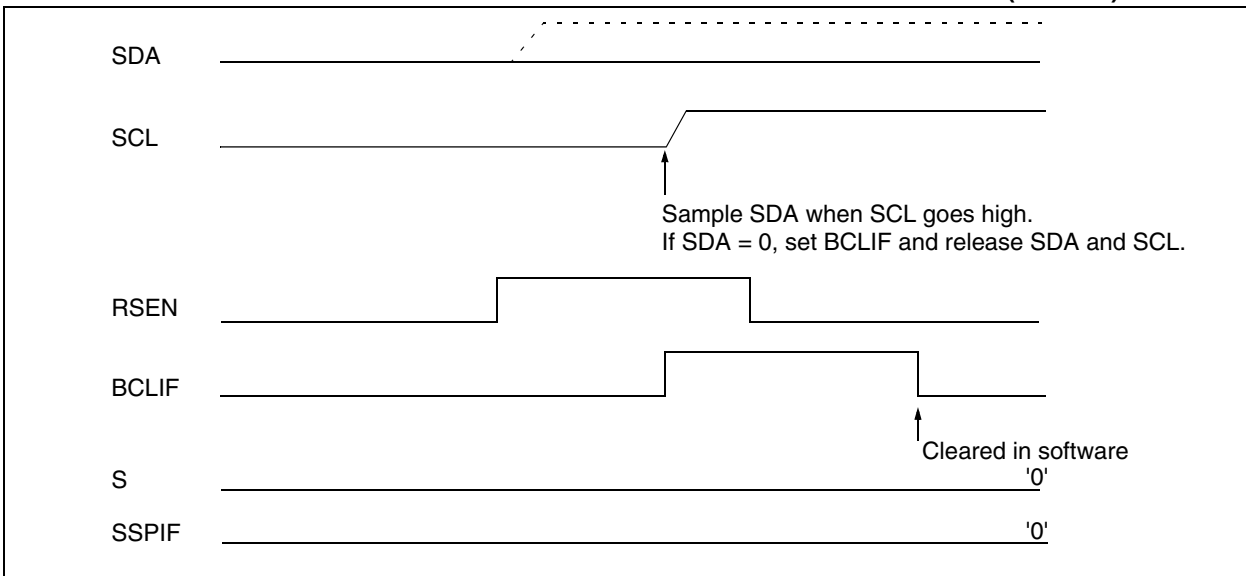 SDA
SCL
Sample SDA when SCL goes high.
If SDA = 0, set BCLIF and release SDA and SCL.
RSEN
BCLIF
Cleared in software
S
'0'
SSPIF
'0'